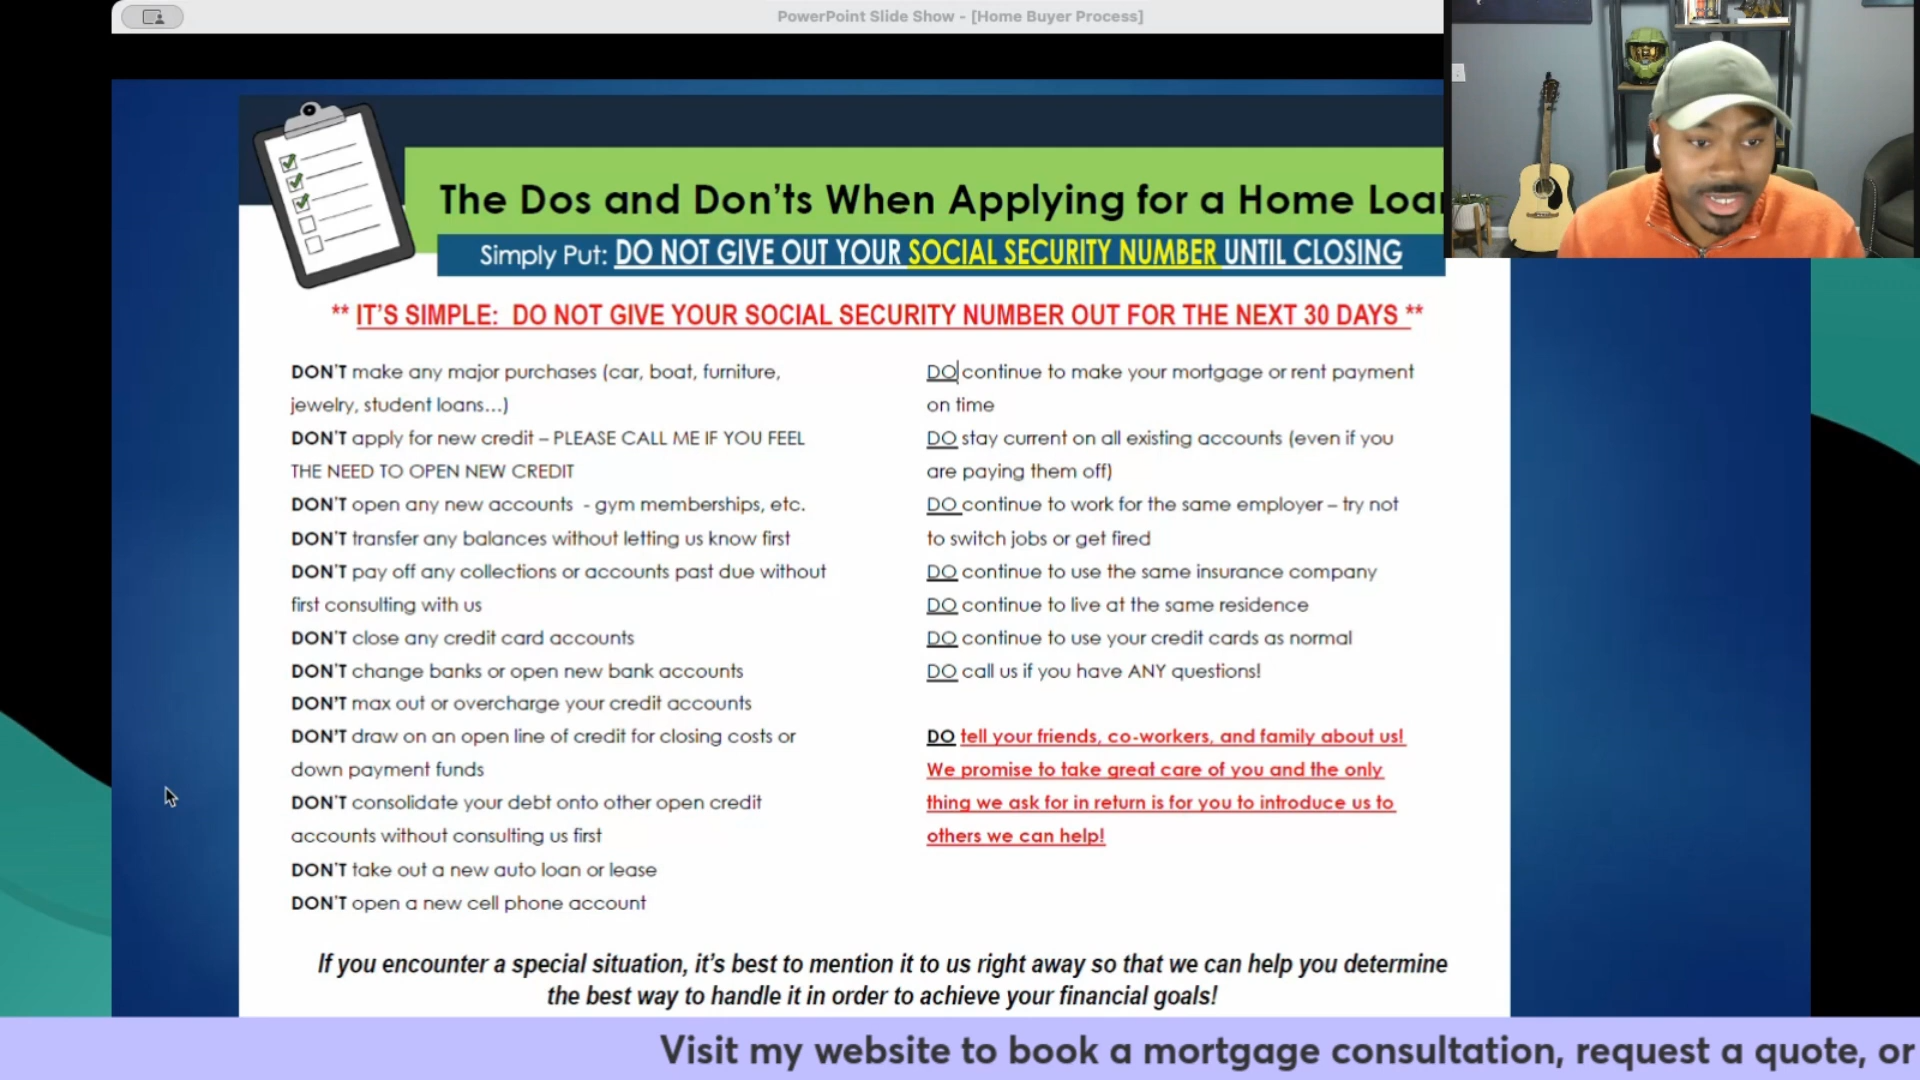 PowerPoint Slide Show - [Home Buyer Process]
The Dos and Don'ts When Applying for a Home Loa
Simply Put: DO NOT GIVE OUT YOUR SOCIAL SECURITY NUMBER UNTIL CLOSING
** IT'S SIMPLE: DO NOT GIVE YOUR SOCIAL SECURITY NUMBER OUT FOR THE NEXT 30 DAYS **
DON'T make any major purchases (car, boat, furniture,
jewelry, student loans...)
DON'T apply for new credit – PLEASE CALL ME IF YOU FEEL
THE NEED TO OPEN NEW CREDIT
DON'T open any new accounts - gym memberships, etc.
DON'T transfer any balances without letting us know first
DON'T pay off any collections or accounts past due without
first consulting with us
DON'T close any credit card accounts
DON'T change banks or open new bank accounts
DON'T max out or overcharge your credit accounts
DON'T draw on an open line of credit for closing costs or
down payment funds
DON'T consolidate your debt onto other open credit
accounts without consulting us first
DON'T take out a new auto loan or lease
DON'T open a new cell phone account
DO continue to make your mortgage or rent payment
on time
DO stay current on all existing accounts (even if you
are paying them off)
DO continue to work for the same employer – try not
to switch jobs or get fired
DO continue to use the same insurance company
DO continue to live at the same residence
DO continue to use your credit cards as normal
DO call us if you have ANY questions!
DO tell your friends, co-workers, and family about us!
We promise to take great care of you and the only
thing we ask for in return is for you to introduce us to
others we can help!
If you encounter a special situation, it's best to mention it to us right away so that we can help you determine
the best way to handle it in order to achieve your financial goals!
Visit my website to book a mortgage consultation, request a quote, or